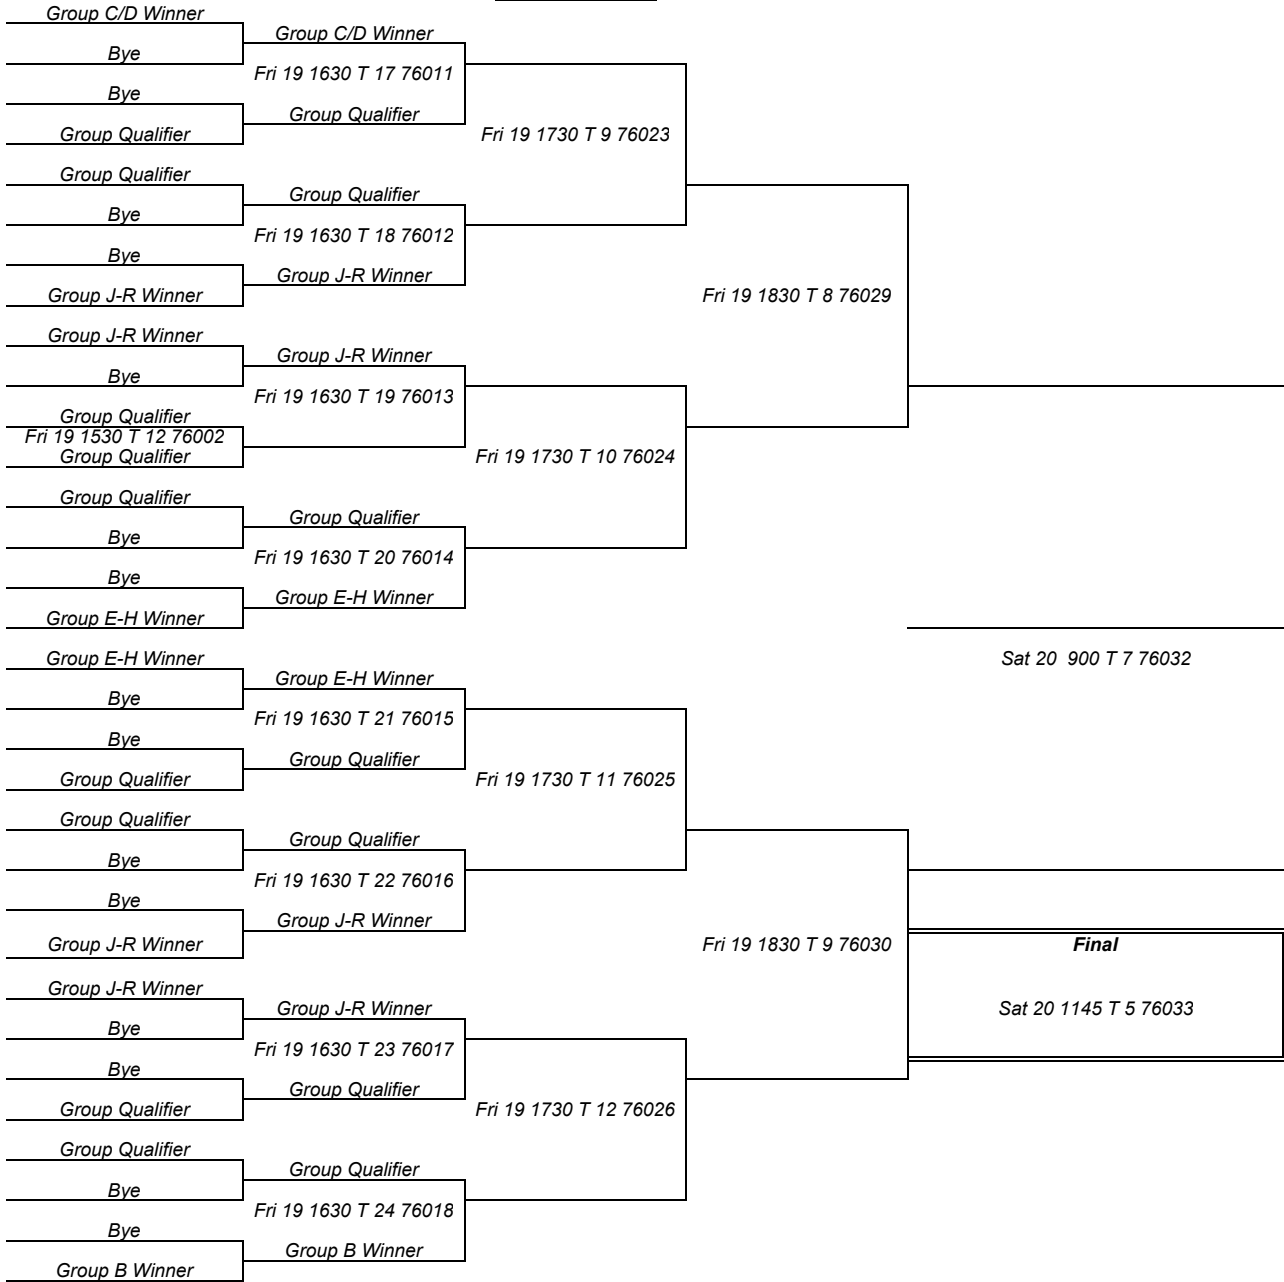 Group C/D Winner
Group C/D Winner
Bye
Fri 19 1630 T 17 76011
Bye
Group Qualifier
Group Qualifier
Fri 19 1730 T 9 76023
Group Qualifier
Group Qualifier
Bye
Fri 19 1630 T 18 76012
Bye
Group J-R Winner
Group J-R Winner
Fri 19 1830 T 8 76029
Group J-R Winner
Group J-R Winner
Bye
Fri 19 1630 T 19 76013
Group Qualifier
Fri 19 1530 T 12 76002
Group Qualifier
Fri 19 1730 T 10 76024
Group Qualifier
Group Qualifier
Bye
Fri 19 1630 T 20 76014
Bye
Group E-H Winner
Group E-H Winner
Group E-H Winner
Sat 20 900 T 7 76032
Group E-H Winner
Bye
Fri 19 1630 T 21 76015
Bye
Group Qualifier
Group Qualifier
Fri 19 1730 T 11 76025
Group Qualifier
Group Qualifier
Bye
Fri 19 1630 T 22 76016
Bye
Group J-R Winner
Group J-R Winner
Fri 19 1830 T 9 76030
Final
Group J-R Winner
Group J-R Winner
Sat 20 1145 T 5 76033
Bye
Fri 19 1630 T 23 76017
Bye
Group Qualifier
Group Qualifier
Fri 19 1730 T 12 76026
Group Qualifier
Group Qualifier
Bye
Fri 19 1630 T 24 76018
Bye
Group B Winner
Group B Winner